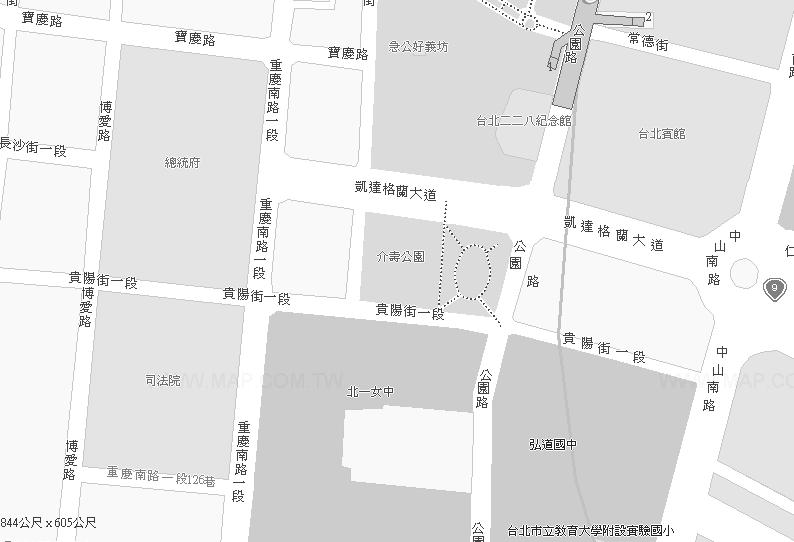 街
街
2
寶慶路
寶慶路
寶慶路
急公好義坊
公園路
常德街
4
重慶南路一段
博愛路
台北二二八紀念館
台北賓館
長沙街一段
總統府
凱達格蘭大道
重慶南路一段
凱達格蘭大道
中山南路
公園路
仁
介壽公園
貴陽街一段
博愛路
貴陽街一段
貴陽街一段
9
貴陽街一段
中山南路
司法院
WWW.MAP.COM.TW
WWW.MAP.COM
公園路
北一女中
重慶南路一段
博愛路
弘道國中
重慶南路一段126巷
844公尺 x 605公尺
公園
台北市立教育大學附設實驗國小